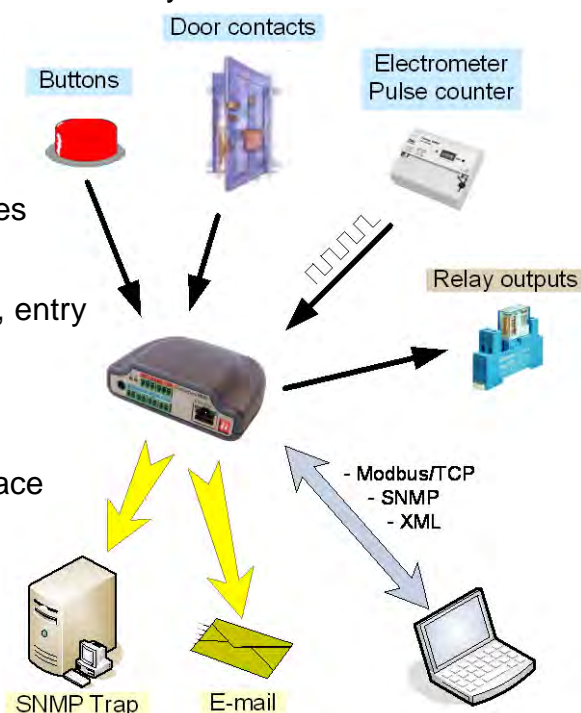 Door contacts
Buttons
Electrometer
Pulse counter
es
, entry
Relay outputs
ace
- Modbus/TCP
- SNMP
- XML
SNMP Trap
E-mail